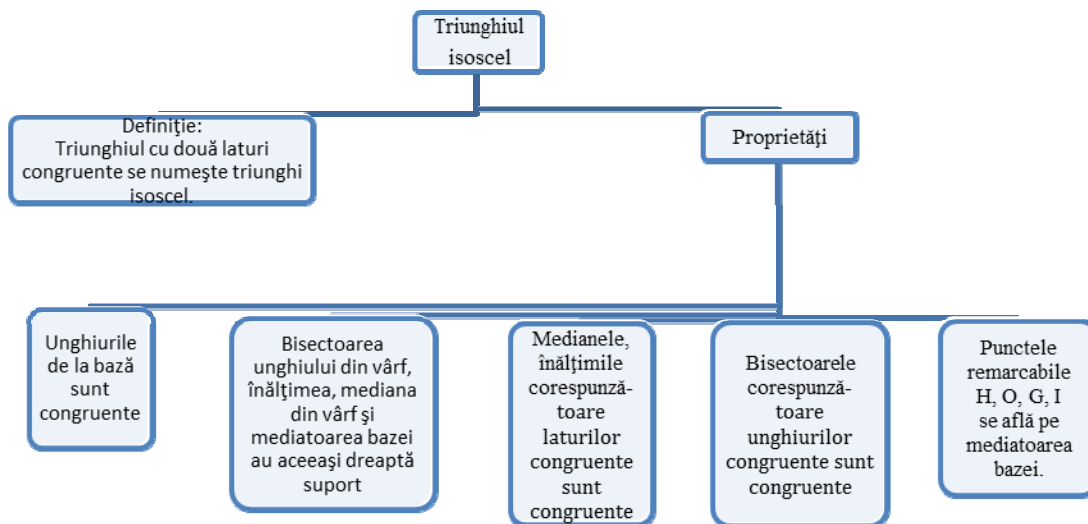 Triunghiul
isoscel
Definiţie:
Triunghiul cu două laturi
congruente se numeşte triunghi
isoscel.
Proprietăţi
Unghiurile
de la bază
sunt
congruente
Bisectoarea
unghiului din vârf,
înălţimea, mediana
din vârf şi
mediatoarea bazei
au aceeaşi dreaptă
suport
Medianele,
înălţimile
corespunză-
toare
laturilor
congruente
sunt
congruente
Bisectoarele
corespunză-
toare
unghiurilor
congruente sunt
congruente
Punctele
remarcabile
H, O, G, I
se află pe
mediatoarea
bazei.